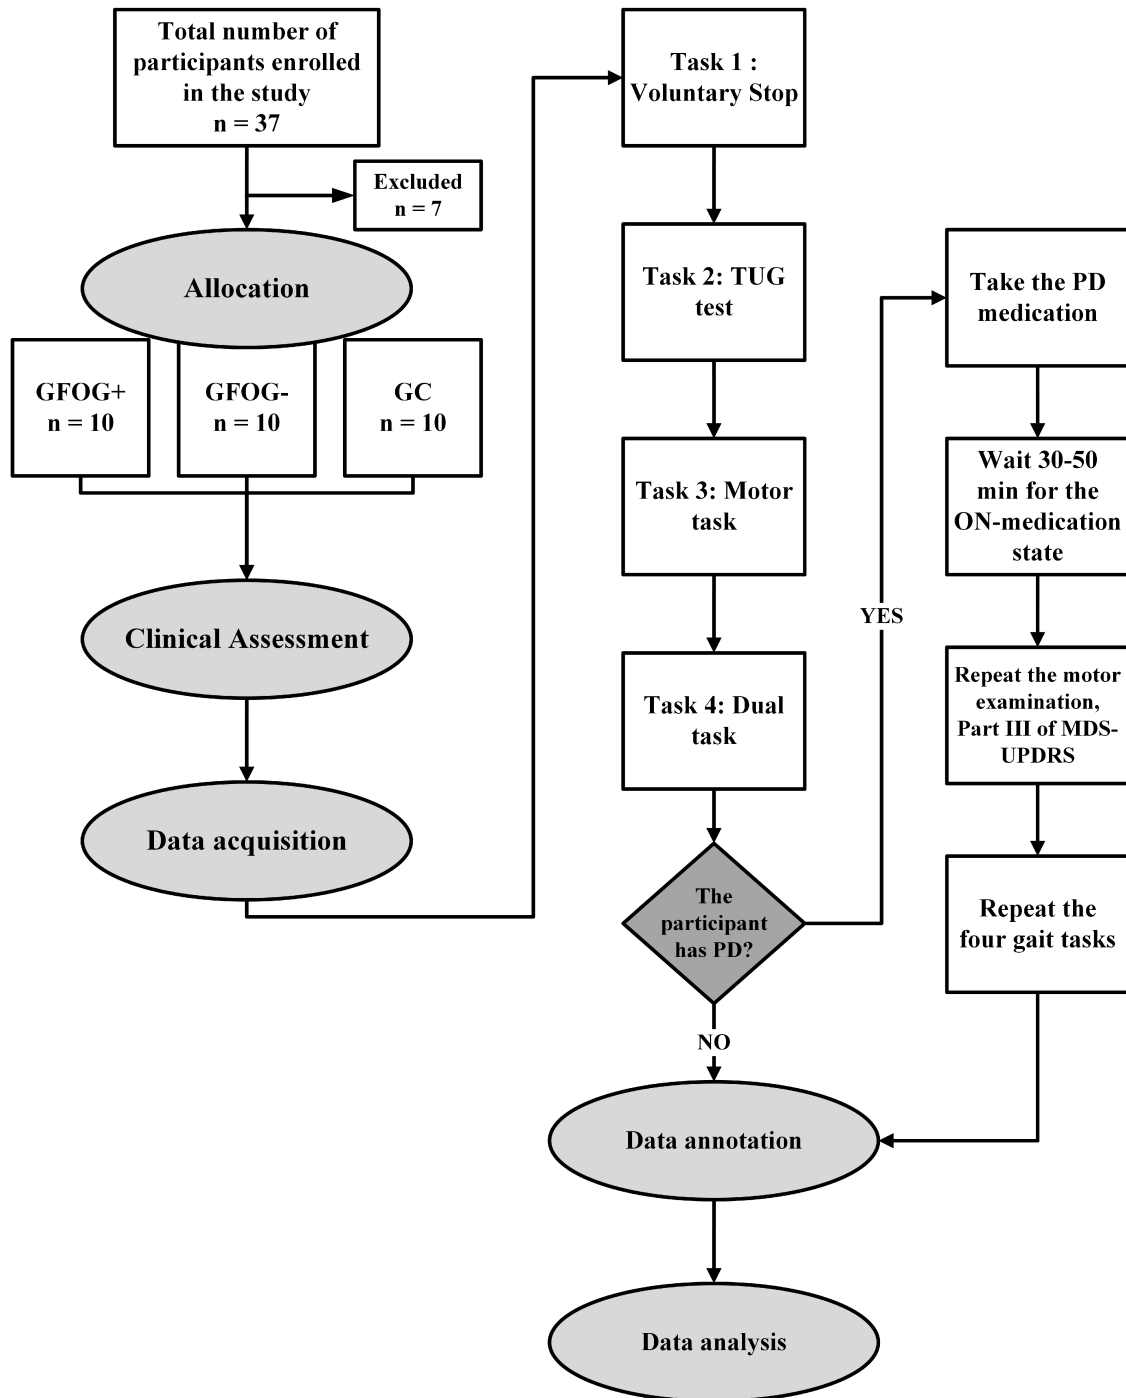 Total number of
participants enrolled
in the study
n = 37
Excluded
n = 7
Allocation
GFOG+
n = 10
GFOG-
n = 10
GC
n = 10
Clinical Assessment
Data acquisition
Task 1 :
Voluntary Stop
Task 2: TUG
test
Task 3: Motor
task
Task 4: Dual
task
The
participant
has PD?
YES
NO
Take the PD
medication
Wait 30-50
min for the
ON-medication
state
Repeat the motor
examination,
Part III of MDS-
UPDRS
Repeat the
four gait tasks
Data annotation
Data analysis